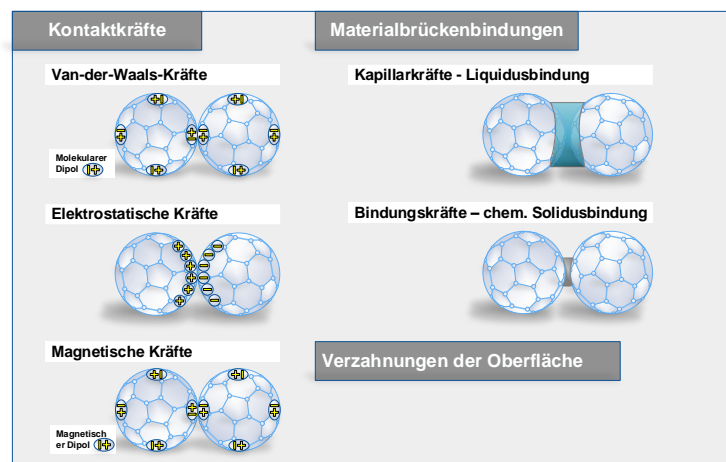 Kontaktkräfte
Van-der-Waals-Kräfte
Molekularer
Dipol
Elektrostatische Kräfte
Magnetische Kräfte
Magnetisch
er Dipol
Materialbrückenbindungen
Kapillarkräfte - Liquidusbindung
Bindungskräfte – chem. Solidusbindung
Verzahnungen der Oberfläche